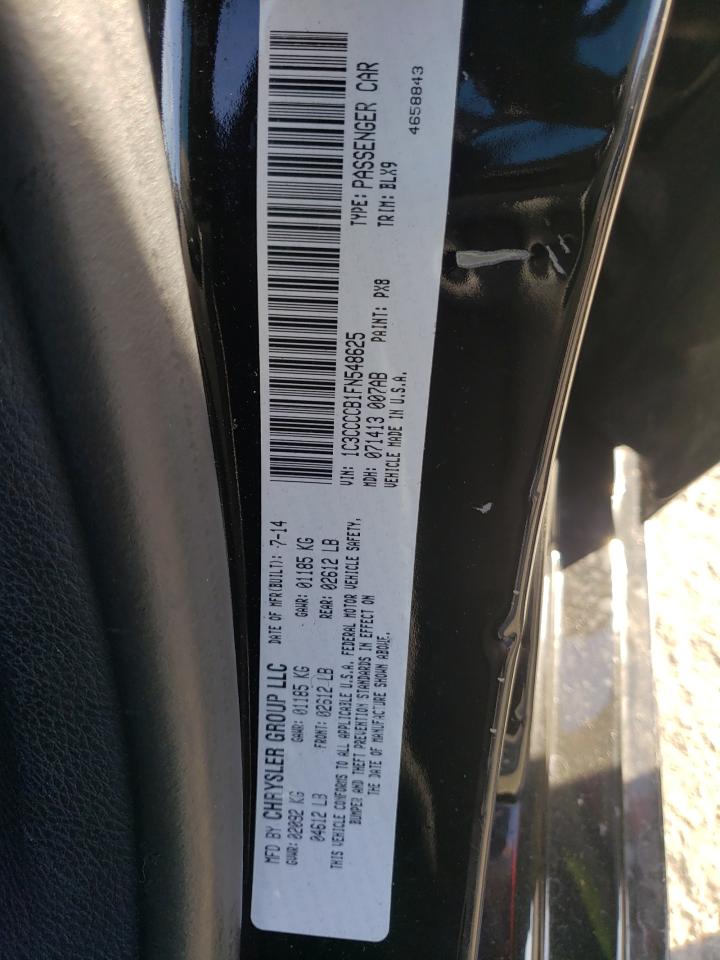 MFD BY CHRYSLER GROUP LLC DATE OF MFR(BUILT): 7-14
GVWR: 02092 KG GAWR: 01185 KG GAWR: 01185 KG
04612 LB FRONT: 02612 LB REAR: 02612 LB
THIS VEHICLE CONFORMS TO ALL APPLICABLE U.S.A. FEDERAL MOTOR VEHICLE SAFETY,
BUMPER AND THEFT PREVENTION STANDARDS IN EFFECT ON
THE DATE OF MANUFACTURE SHOWN ABOVE.
VIN: 1C3CCCCB1FN548625 TYPE: PASSENGER CAR
MDH: 071413 007AB PAINT: PX8 TRIM: BLX9
VEHICLE MADE IN U.S.A.
4658843